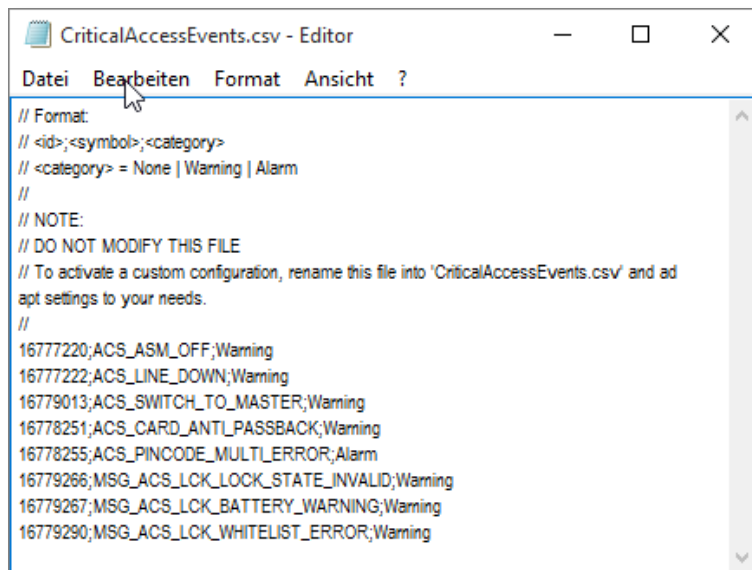 CriticalAccessEvents.csv - Editor
Datei Bearbeiten Format Ansicht ?
// Format:
// <id>;<symbol>;<category>
// <category> = None | Warning | Alarm
//
// NOTE:
// DO NOT MODIFY THIS FILE
// To activate a custom configuration, rename this file into 'CriticalAccessEvents.csv' and ad
apt settings to your needs.
//
16777220;ACS_ASM_OFF;Warning
16777222;ACS_LINE_DOWN;Warning
16779013;ACS_SWITCH_TO_MASTER;Warning
16778251;ACS_CARD_ANTI_PASSBACK;Warning
16778255;ACS_PINCODE_MULTI_ERROR;Alarm
16779266;MSG_ACS_LCK_LOCK_STATE_INVALID;Warning
16779267;MSG_ACS_LCK_BATTERY_WARNING;Warning
16779290;MSG_ACS_LCK_WHITELIST_ERROR;Warning